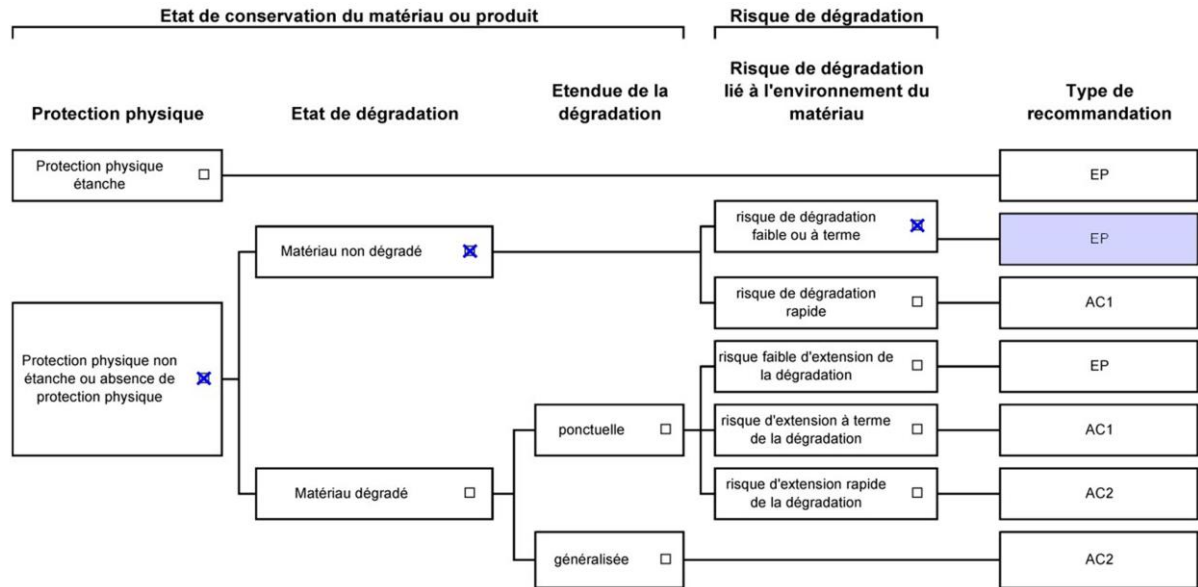 Etat de conservation du matériau ou produit
Risque de dégradation
Protection physique
Etat de dégradation
Etendue de la
dégradation
Risque de dégradation
lié à l'environnement du
matériau
Type de
recommandation
Protection physique
étanche
EP
Matériau non dégradé
risque de dégradation
faible ou à terme
EP
risque de dégradation
rapide
AC1
Protection physique non
étanche ou absence de
protection physique
risque faible d'extension de
la dégradation
EP
ponctuelle
risque d'extension à terme
de la dégradation
AC1
Matériau dégradé
risque d'extension rapide
de la dégradation
AC2
généralisée
AC2